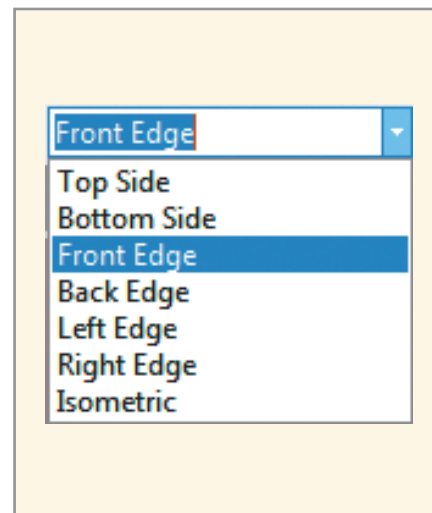 Front Edge
Top Side
Bottom Side
Front Edge
Back Edge
Left Edge
Right Edge
Isometric